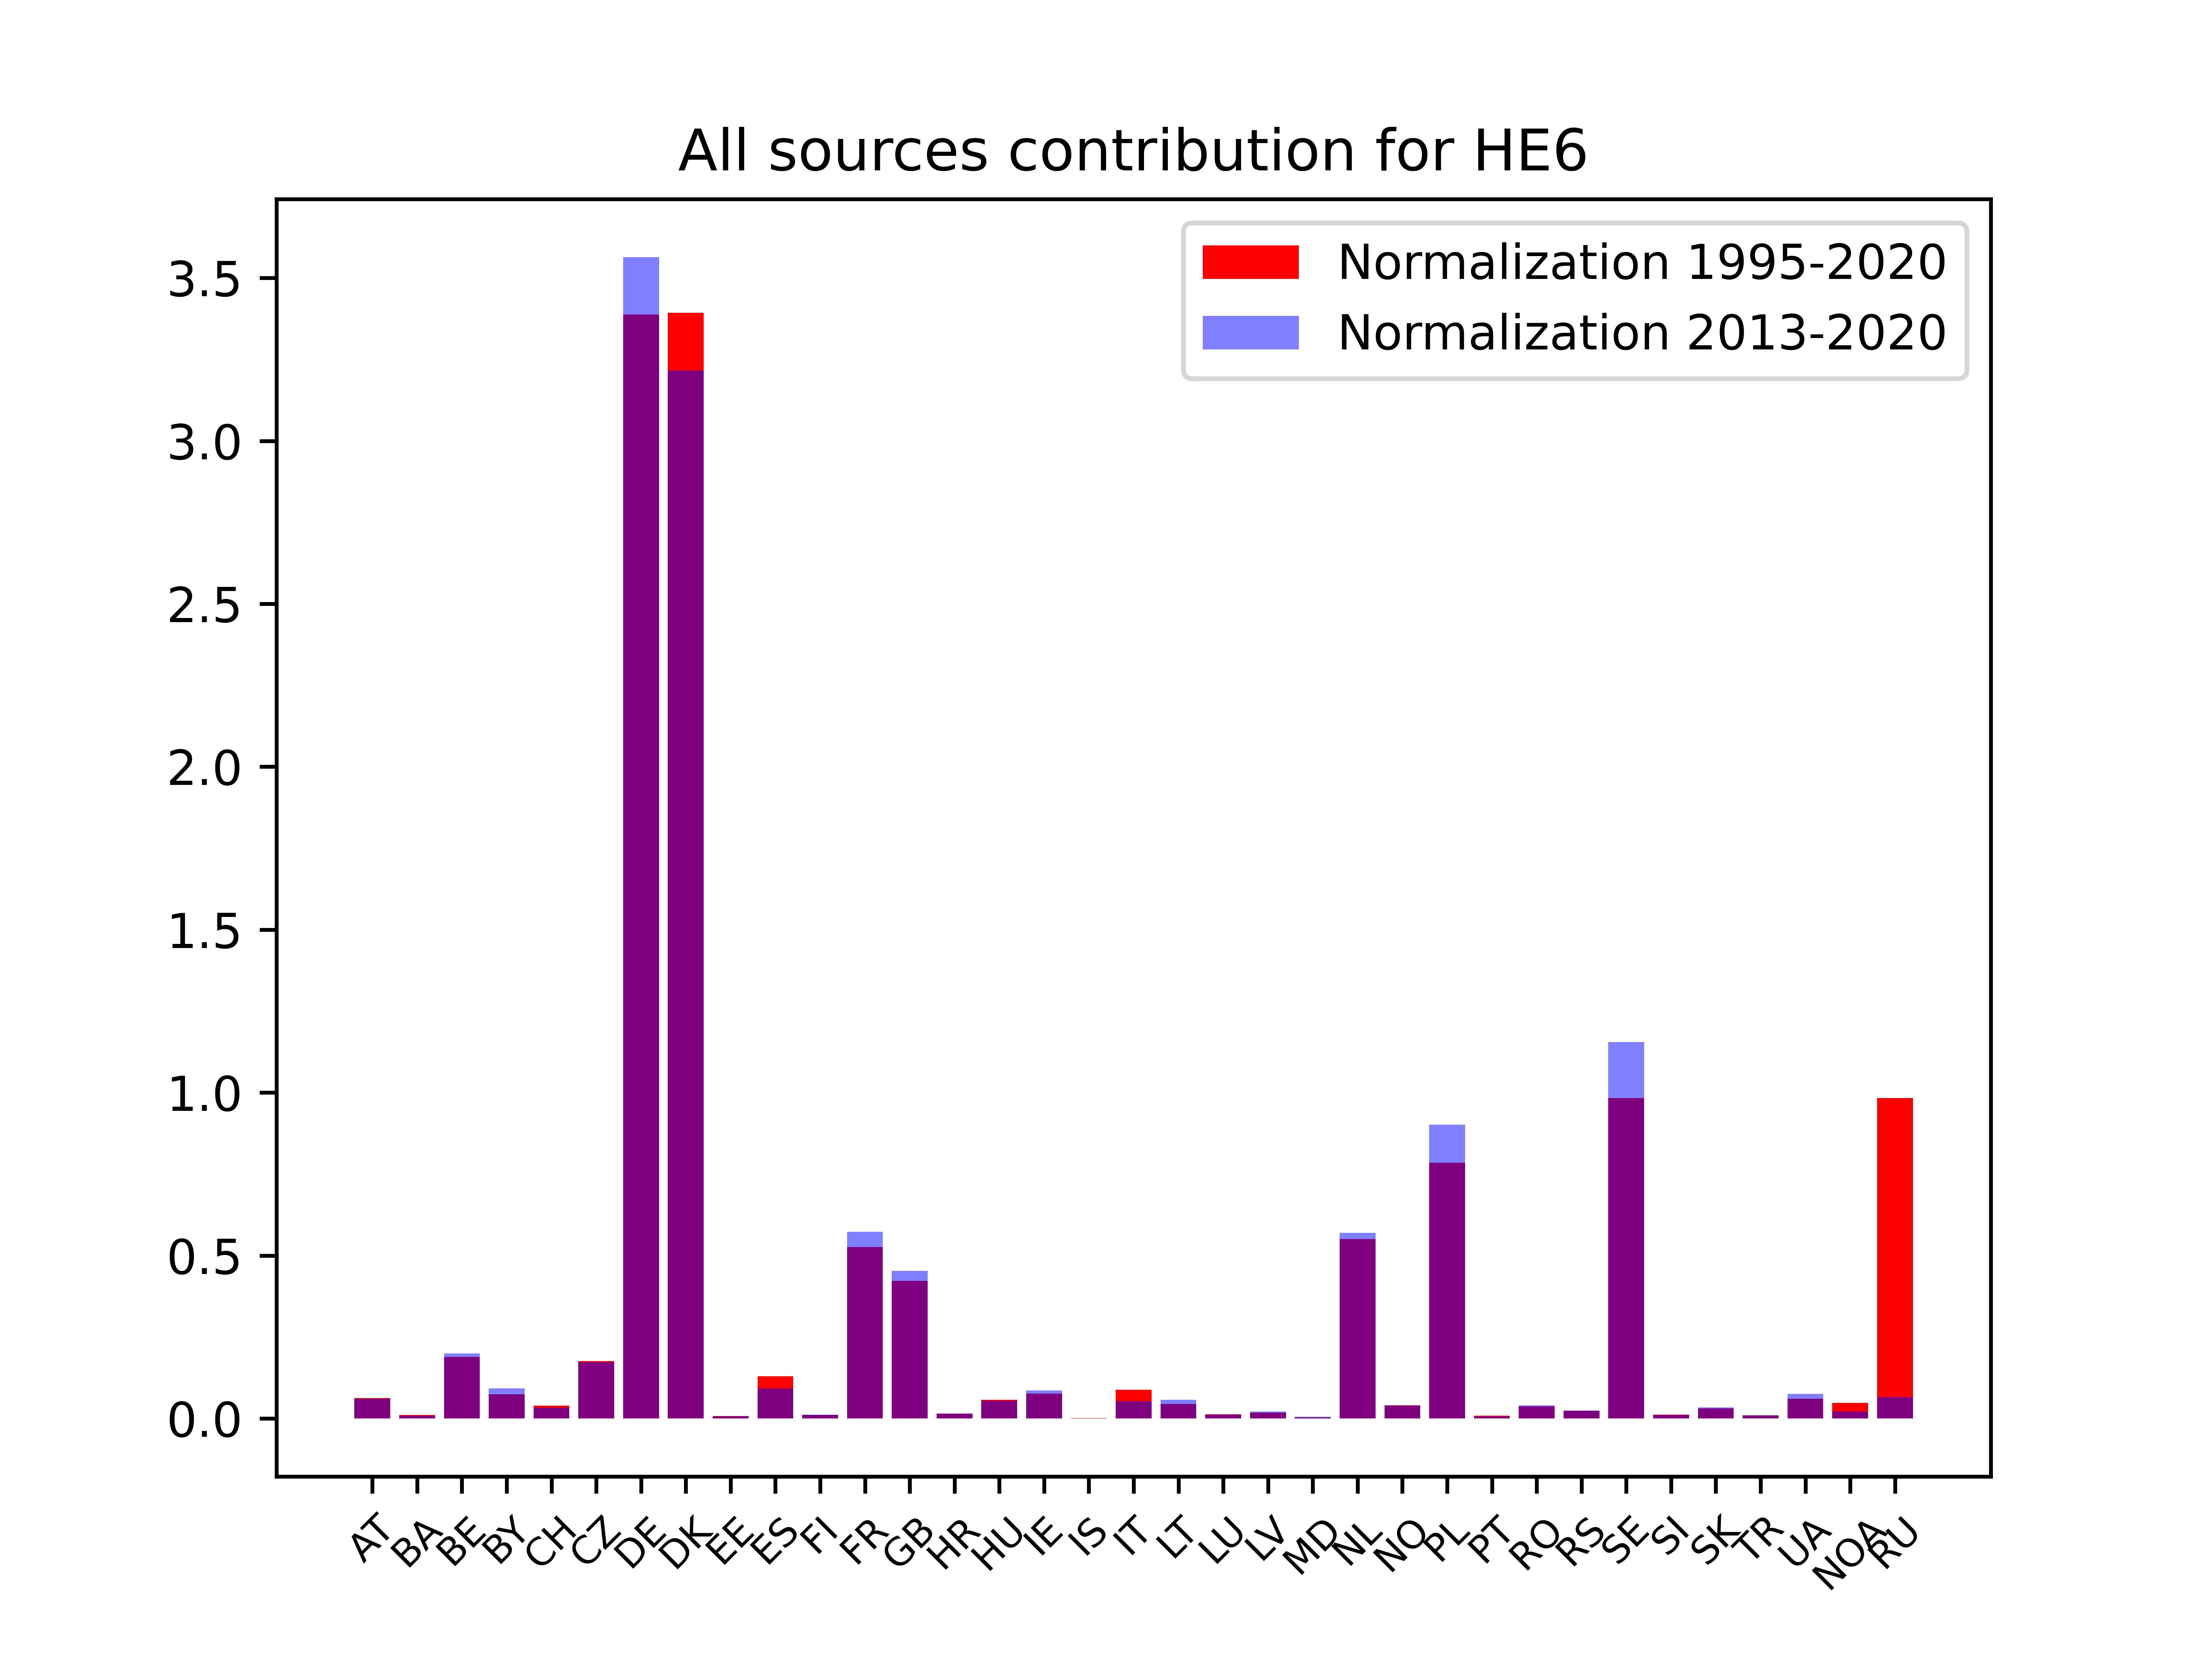 All sources contribution for HE6
Normalization 1995-2020
Normalization 2013-2020
3.5
3.0
2.5
2.0
1.5
1.0
0.5
0.0
AT BA BE BY CH CZ DE DK EE ES FI FR GB HR HU IE IS IT LT LU LV MD NL NO PL PT RO RS SE SI SK TR UA NOA RU